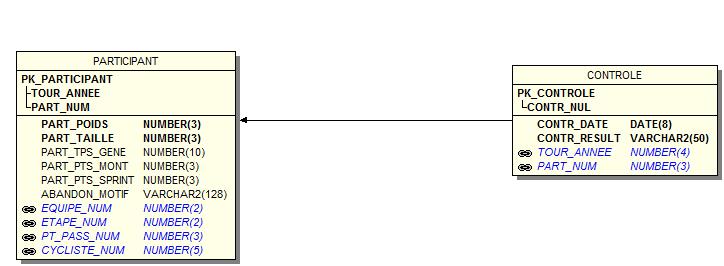 PARTICIPANT
PK_PARTICIPANT
TOUR_ANNEE
PART_NUM
PART_POIDS NUMBER(3)
PART_TAILLE NUMBER(3)
PART_TPS_GENE NUMBER(10)
PART_PTS_MONT NUMBER(3)
PART_PTS_SPRINT NUMBER(3)
ABANDON_MOTIF VARCHAR2(128)
EQUIPE_NUM NUMBER(2)
ETAPE_NUM NUMBER(2)
PT_PASS_NUM NUMBER(3)
CYCLISTE_NUM NUMBER(5)
CONTROLE
PK_CONTROLE
CONTR_NUL
CONTR_DATE DATE(8)
CONTR_RESULT VARCHAR2(50)
TOUR_ANNEE NUMBER(4)
PART_NUM NUMBER(3)